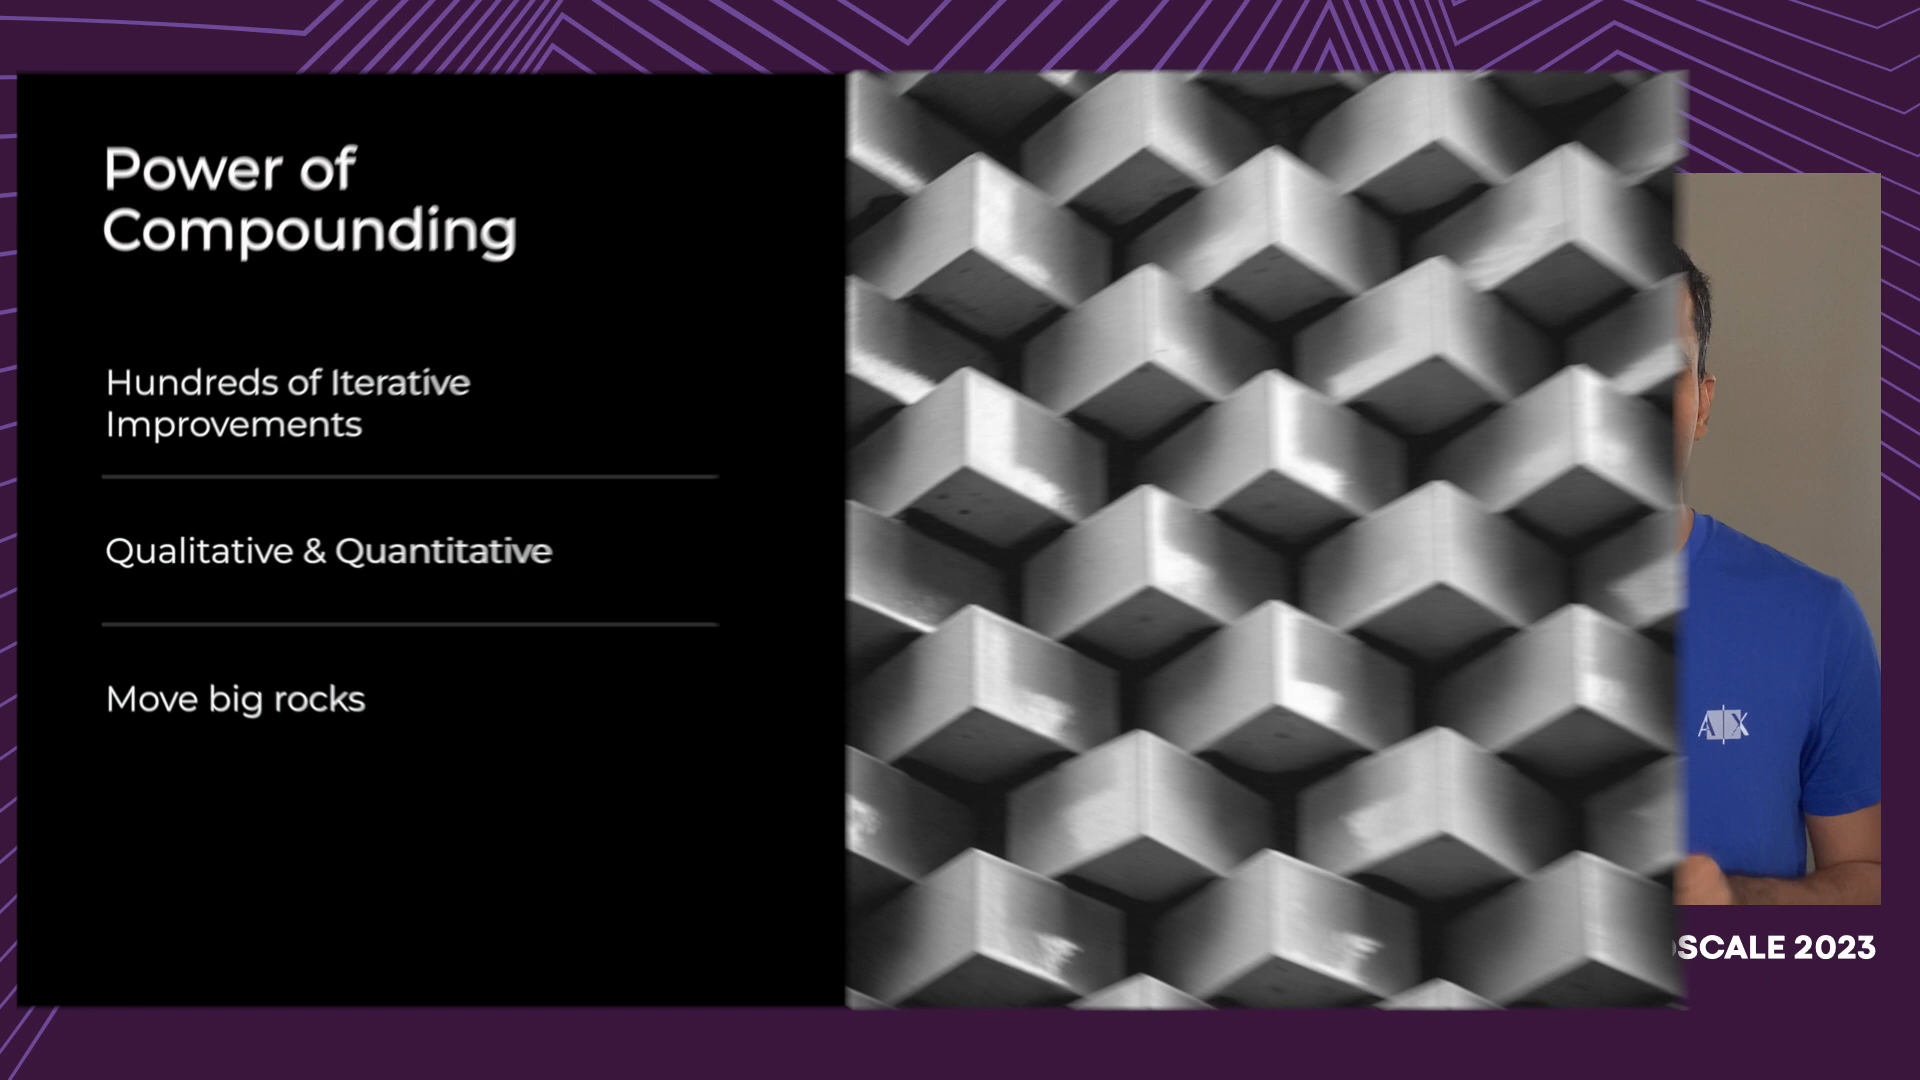 Power of
Compounding
Hundreds of Iterative
Improvements
Qualitative & Quantitative
Move big rocks
A|X
SCALE 2023